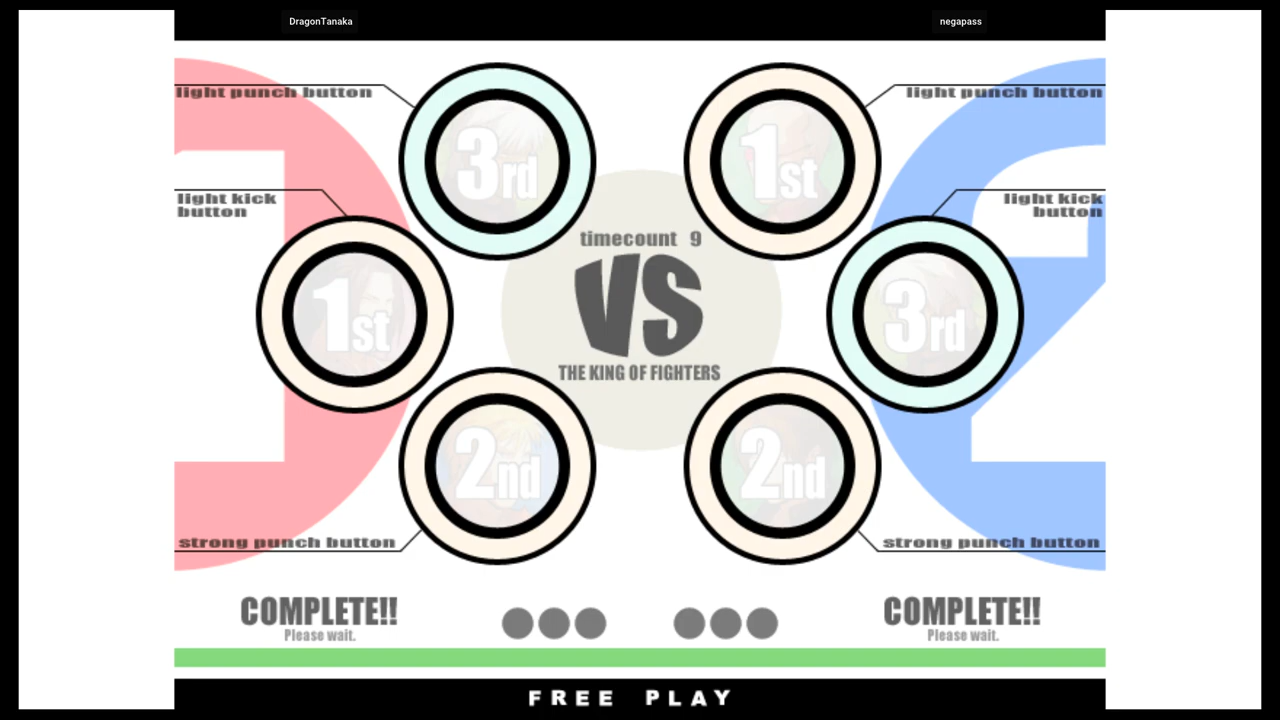 DragonTanaka
negapass
light punch button
light punch button
3rd
1st
light kick
button
light kick
button
timecount 9
VS
THE KING OF FIGHTERS
1st
3rd
2nd
2nd
strong punch button
strong punch button
COMPLETE!!
Please wait.
COMPLETE!!
Please wait.
FREE PLAY
1
2